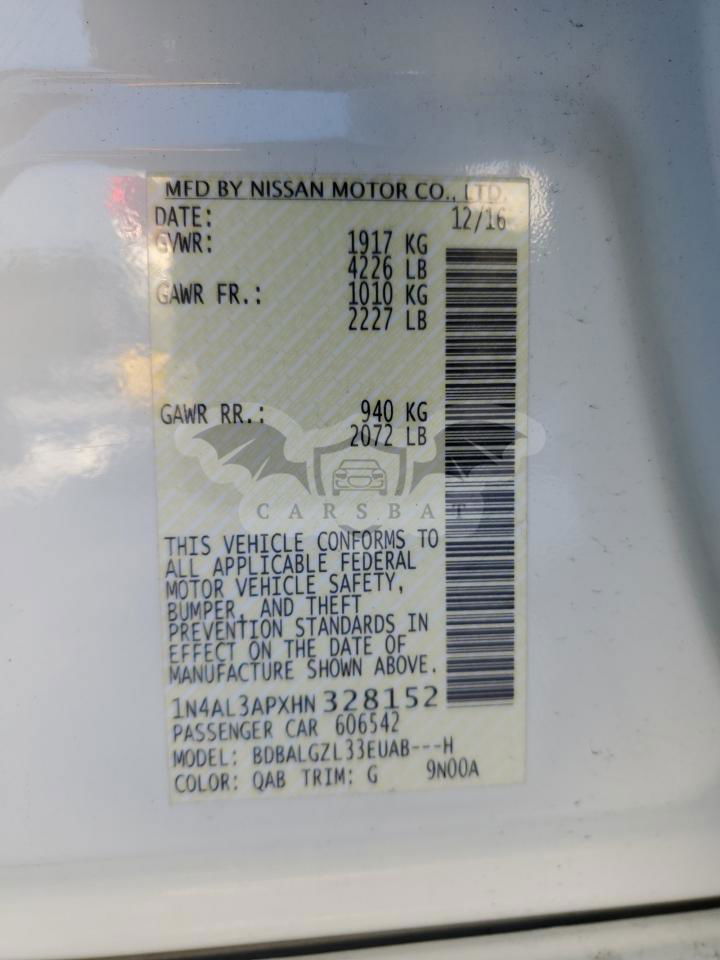 MFD BY NISSAN MOTOR CO., LTD.
DATE: 12/16
GVWR: 1917 KG
4226 LB
GAWR FR.: 1010 KG
2227 LB
GAWR RR.: 940 KG
2072 LB
CARSBAT
THIS VEHICLE CONFORMS TO
ALL APPLICABLE FEDERAL
MOTOR VEHICLE SAFETY,
BUMPER, AND THEFT
PREVENTION STANDARDS IN
EFFECT ON THE DATE OF
MANUFACTURE SHOWN ABOVE.
1N4AL3APXHN 328152
PASSENGER CAR 606542
MODEL: BDBALGZL33EUAB---H
COLOR: QAB TRIM: G 9N00A